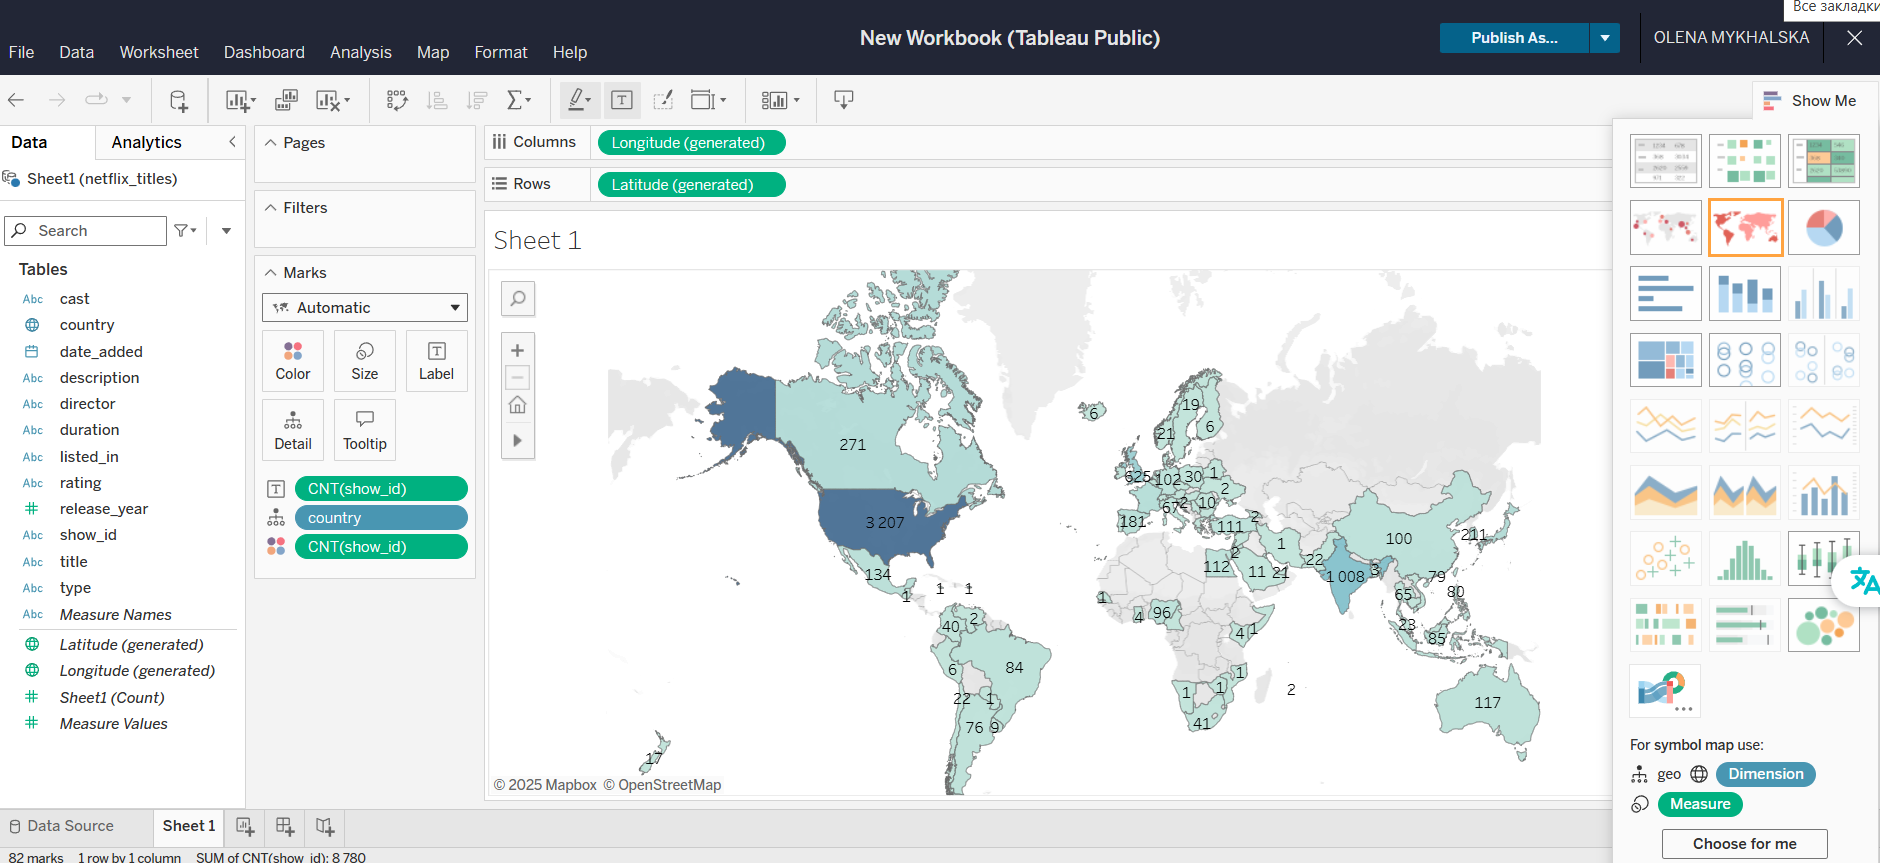 Все закладки
New Workbook (Tableau Public)
Publish As...
OLENA MYKHALSKA
File Data Worksheet Dashboard Analysis Map Format Help
Show Me
Data Analytics
Sheet1 (netflix_titles)
Search
Tables
Abc cast
country
date_added
Abc description
Abc director
Abc duration
Abc listed_in
Abc rating
release_year
Abc show_id
Abc title
Abc type
Abc Measure Names
Latitude (generated)
Longitude (generated)
Sheet1 (Count)
Measure Values
Pages
Filters
Marks
Automatic
Color Size Label
Detail Tooltip
CNT(show_id)
country
CNT(show_id)
Columns Longitude (generated)
Rows Latitude (generated)
Sheet 1
6
19
21
6
271
625
102
30
1
2
67
2
10
181
111
2
3 207
2
1
100
211
112
11
21
22
1 008
3
134
79
1
1
1
1
65
80
4
96
40
2
23
4
1
85
6
84
1
22
1
1
1
2
117
76
9
41
17
© 2025 Mapbox © OpenStreetMap
For symbol map use:
geo Dimension
Measure
Choose for me
Data Source Sheet 1
82 marks 1 row by 1 column SUM of CNT(show_id): 8 780